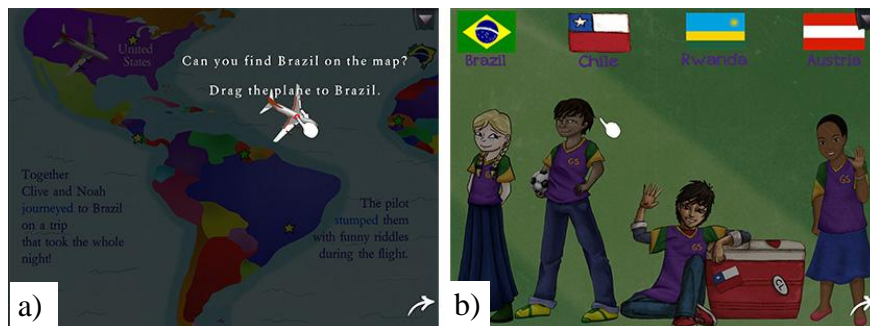 United
States
Can you find Brazil on the map?
Drag the plane to Brazil.
Together
Clive and Noah
journeyed to Brazil
on a trip
that took the whole
night!
The pilot
stumped them
with funny riddles
during the flight.
a)
Brazil
Chile
Rwanda
Austria
GS
GS
GS
b)